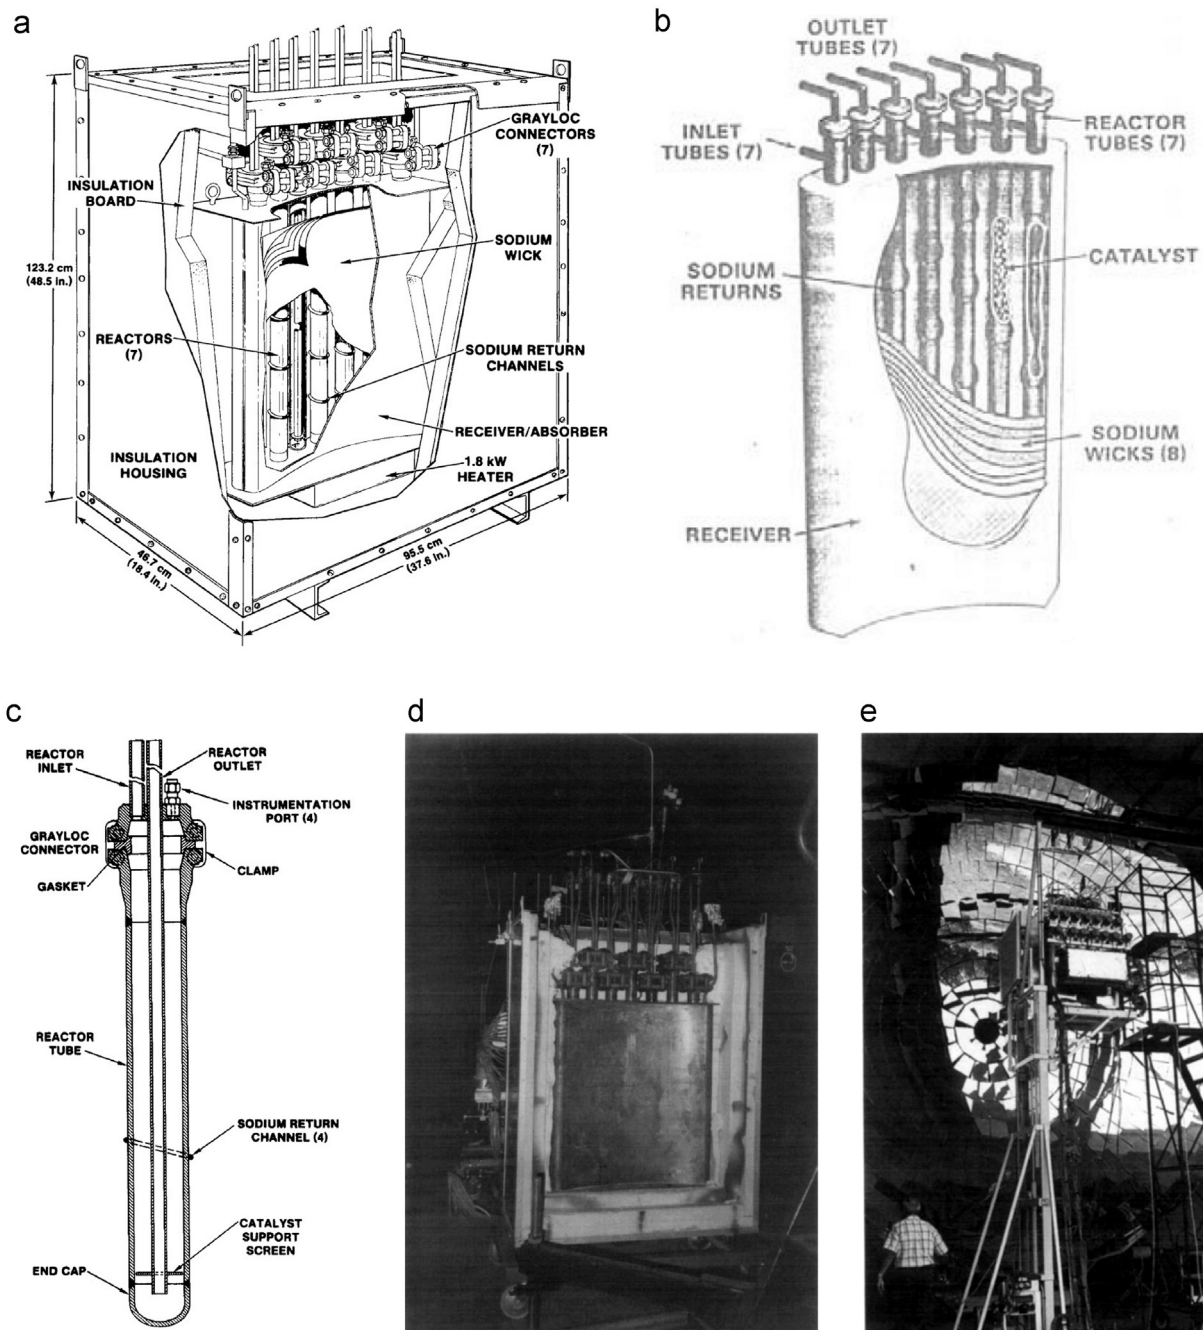 a
GRAYLOC
CONNECTORS
(7)
INSULATION
BOARD
SODIUM
WICK
123.2 cm
(48.5 in.)
REACTORS
(7)
SODIUM RETURN
CHANNELS
RECEIVER/ABSORBER
INSULATION
HOUSING
1.8 kW
HEATER
46.7 cm
(18.4 in.)
95.5 cm
(37.6 in.)
b
OUTLET
TUBES (7)
INLET
TUBES (7)
REACTOR
TUBES (7)
SODIUM
RETURNS
CATALYST
SODIUM
WICKS (8)
RECEIVER
c
REACTOR
INLET
REACTOR
OUTLET
INSTRUMENTATION
PORT (4)
GRAYLOC
CONNECTOR
CLAMP
GASKET
REACTOR
TUBE
SODIUM RETURN
CHANNEL (4)
CATALYST
SUPPORT
SCREEN
END CAP
d
e